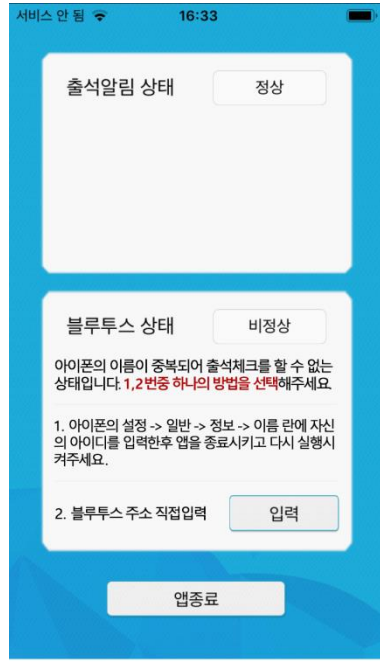 서비스 안 됨 16:33
출석알림 상태 정상
블루투스 상태 비정상
아이폰의 이름이 중복되어 출석체크를 할 수 없는
상태입니다. 1,2번중 하나의 방법을 선택해주세요
1. 아이폰의 설정 -> 일반 -> 정보 -> 이름 란에 자신
의 아이디를 입력한후 앱을 종료시키고 다시 실행시
켜주세요.
2. 블루투스 주소 직접입력 입력
앱종료